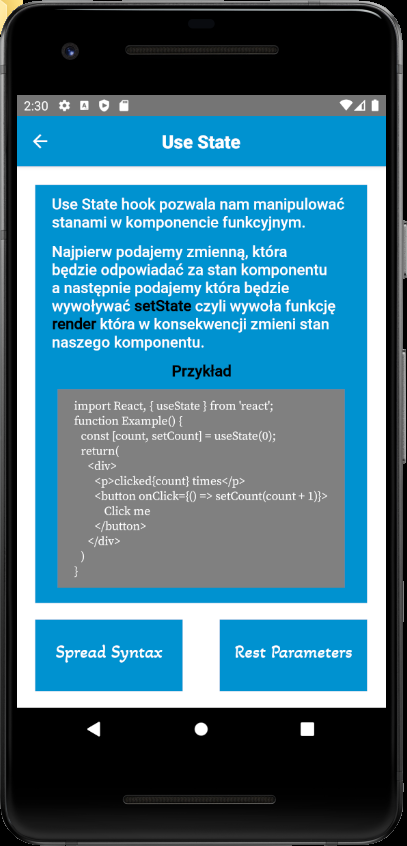 2:30
Use State
Use State hook pozwala nam manipulować
stanami w komponencie funkcyjnym.
Najpierw podajemy zmienną, która
będzie odpowiadać za stan komponentu
a następnie podajemy która będzie
wywoływać setState czyli wywoła funkcję
render która w konsekwencji zmieni stan
naszego komponentu.
Przykład
import React, { useState } from 'react';
function Example() {
const [count, setCount] = useState(0);
return(
<div>
<p>clicked{count} times</p>
<button onClick={() => setCount(count + 1)}>
Click me
</button>
</div>
)
}
Spread Syntax
Rest Parameters